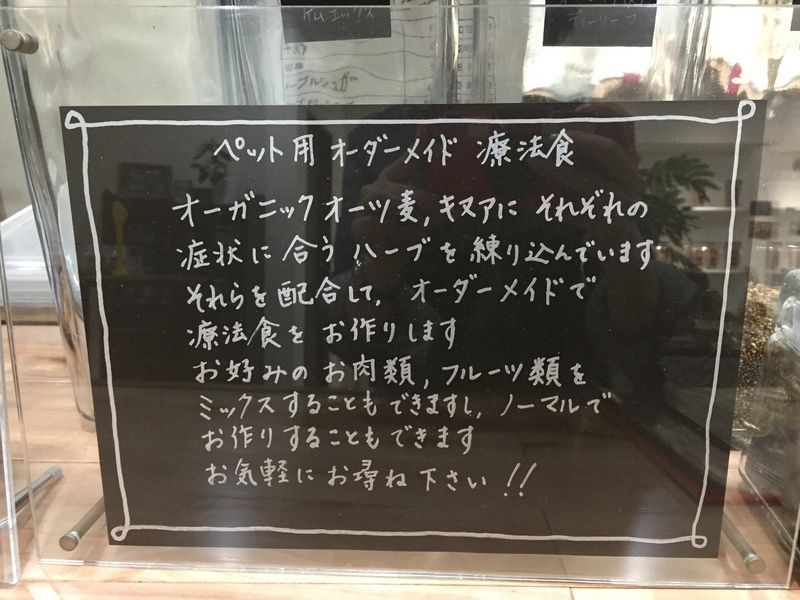 ペット用 オーダーメイド 療法食
オーガニックオーツ麦,キヌアに それぞれの
症状に 合う ハーブを 練り込んでいます
それらを 配合して, オーダーメイドで
療法食を お作りします
お好みの お肉類,フルーツ類を
ミックスすることも できますし,ノーマルで
お作りすることも できます
お気軽に お尋ね下さい!!